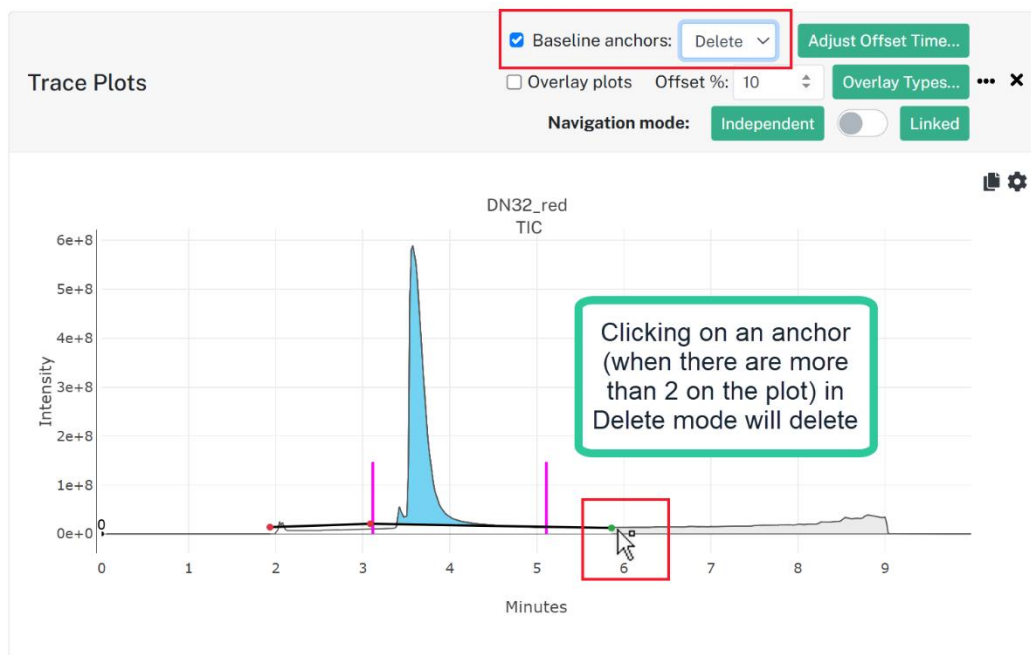 Baseline anchors: Delete Adjust Offset Time...
Trace Plots
Overlay plots Offset %: 10 Overlay Types...
Navigation mode: Independent Linked
DN32_red
TIC
6e+8
5e+8
4e+8
3e+8
2e+8
1e+8
0e+0
Intensity
Clicking on an anchor
(when there are more
than 2 on the plot) in
Delete mode will delete
0 1 2 3 4 5 6 7 8 9
Minutes